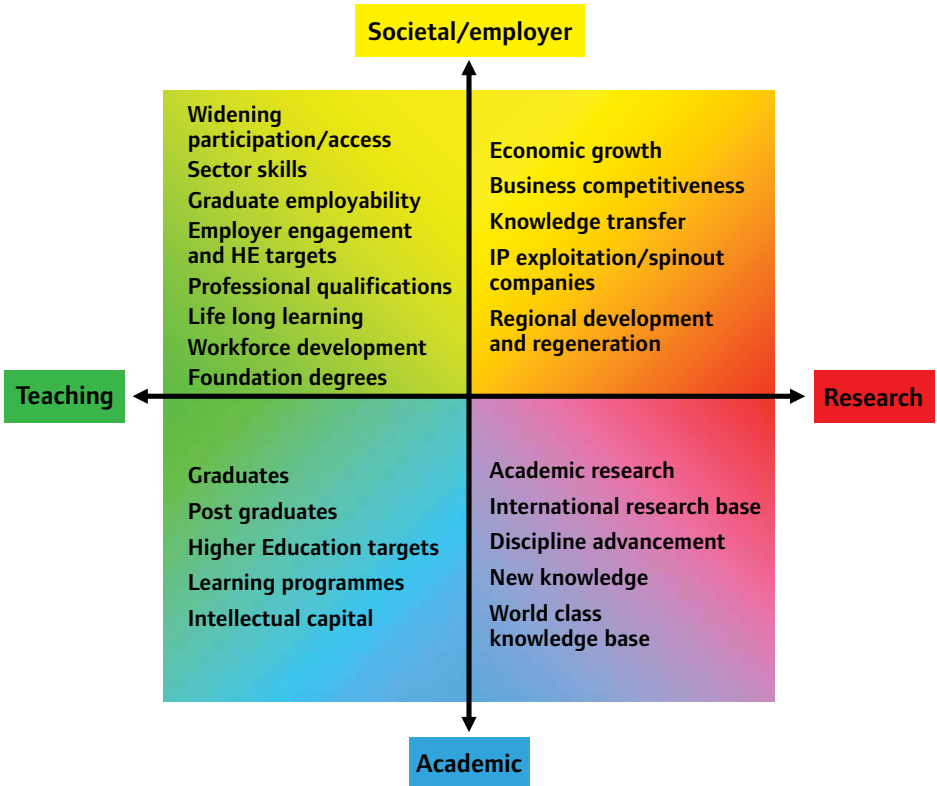 Societal/employer
Widening
participation/access
Sector skills
Graduate employability
Employer engagement
and HE targets
Professional qualifications
Life long learning
Workforce development
Foundation degrees
Economic growth
Business competitiveness
Knowledge transfer
IP exploitation/spinout
companies
Regional development
and regeneration
Teaching
Research
Graduates
Post graduates
Higher Education targets
Learning programmes
Intellectual capital
Academic research
International research base
Discipline advancement
New knowledge
World class
knowledge base
Academic